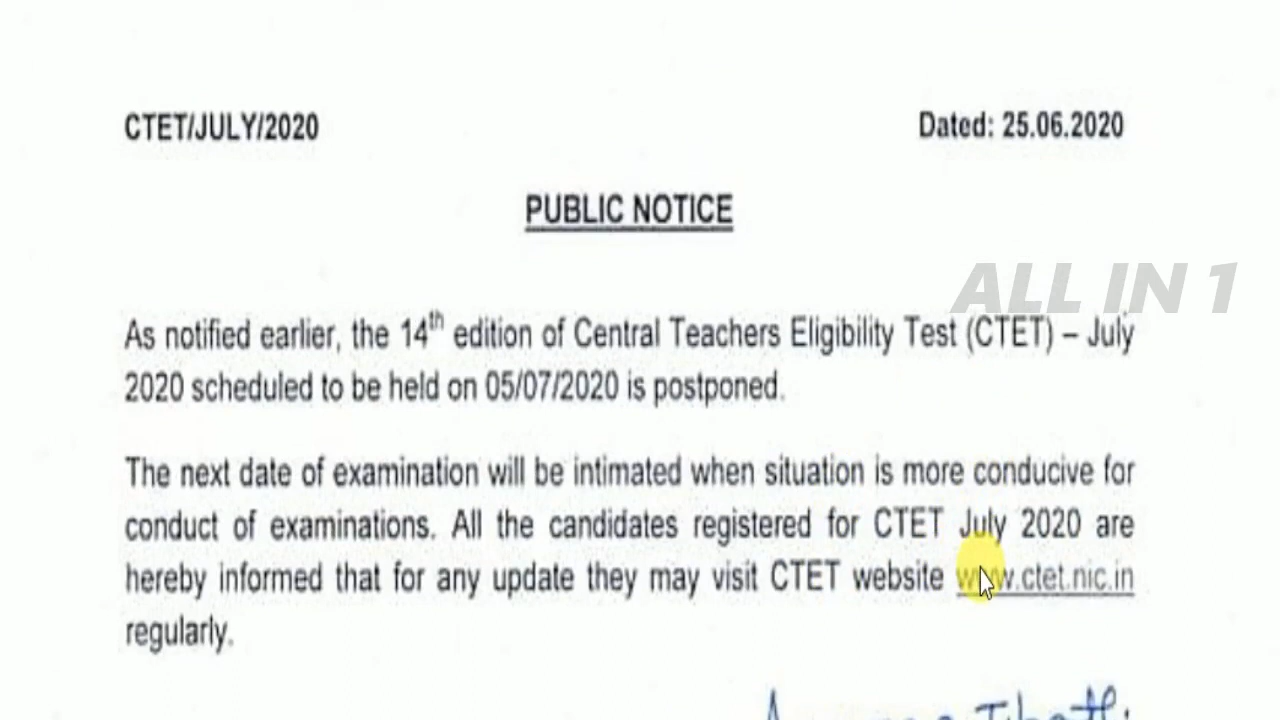 CTET/JULY/2020 Dated: 25.06.2020
PUBLIC NOTICE
ALL IN 1
As notified earlier, the 14th edition of Central Teachers Eligibility Test (CTET) – July
2020 scheduled to be held on 05/07/2020 is postponed.
The next date of examination will be intimated when situation is more conducive for
conduct of examinations. All the candidates registered for CTET July 2020 are
hereby informed that for any update they may visit CTET website www.ctet.nic.in
regularly.